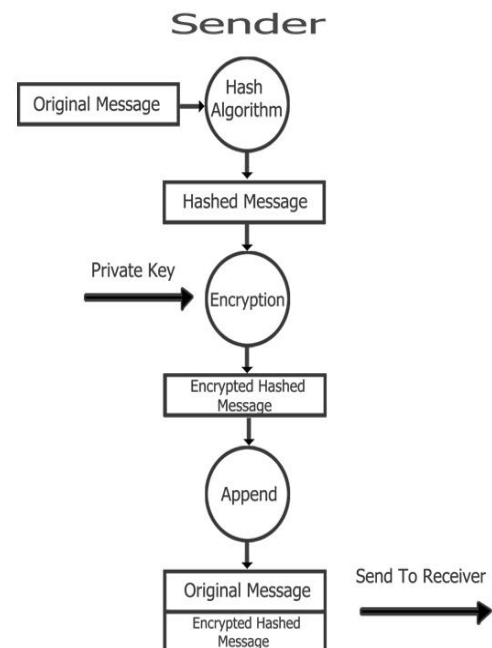 Sender
Original Message
Hash
Algorithm
Hashed Message
Private Key
Encryption
Encrypted Hashed
Message
Append
Original Message
Send To Receiver
Encrypted Hashed
Message